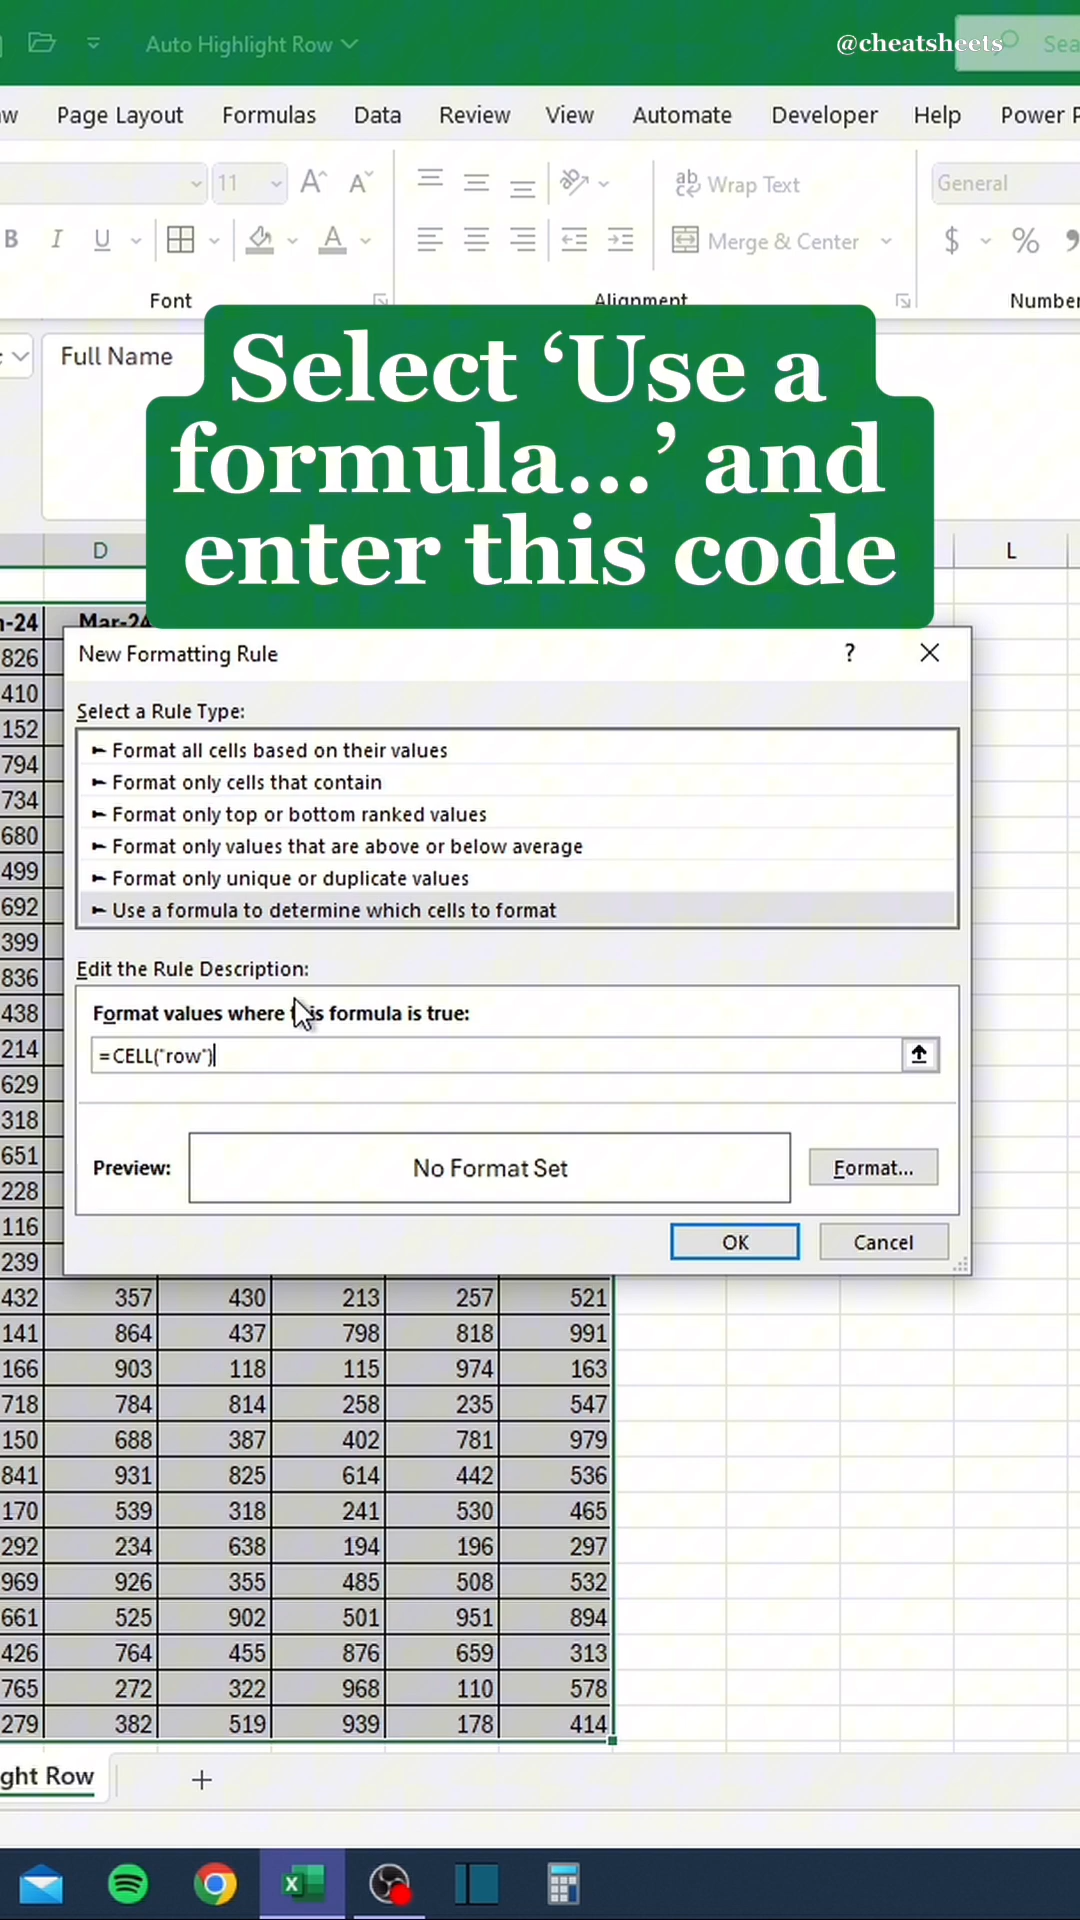 Auto Highlight Row
@cheatsheets
Sea
Page Layout Formulas Data Review View Automate Developer Help Power P
11 A A ab Wrap Text General
B I U A Merge & Center $ % 9
Font Alignment Number
Full Name
Select ‘Use a
formula...’ and
enter this code
D L
-24 Mar-24
826
410
152
794
734
680
499
692
399
836
438
214
629
318
651
228
116
239
New Formatting Rule ?
Select a Rule Type:
► Format all cells based on their values
► Format only cells that contain
► Format only top or bottom ranked values
► Format only values that are above or below average
► Format only unique or duplicate values
► Use a formula to determine which cells to format
Edit the Rule Description:
Format values where this formula is true:
=CELL("row")
Preview: No Format Set Format...
OK Cancel
432 357 430 213 257 521
141 864 437 798 818 991
166 903 118 115 974 163
718 784 814 258 235 547
150 688 387 402 781 979
841 931 825 614 442 536
170 539 318 241 530 465
292 234 638 194 196 297
969 926 355 485 508 532
661 525 902 501 951 894
426 764 455 876 659 313
765 272 322 968 110 578
279 382 519 939 178 414
ght Row +